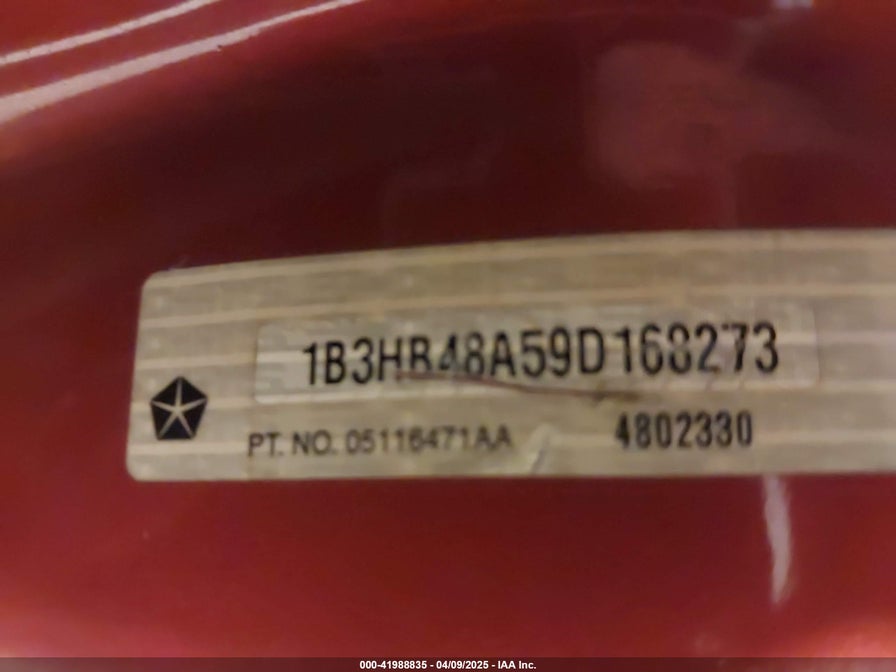 1B3HB48A59D168273
PT. NO. 05116471AA 4802330
000-41988835 - 04/09/2025 - IAA Inc.